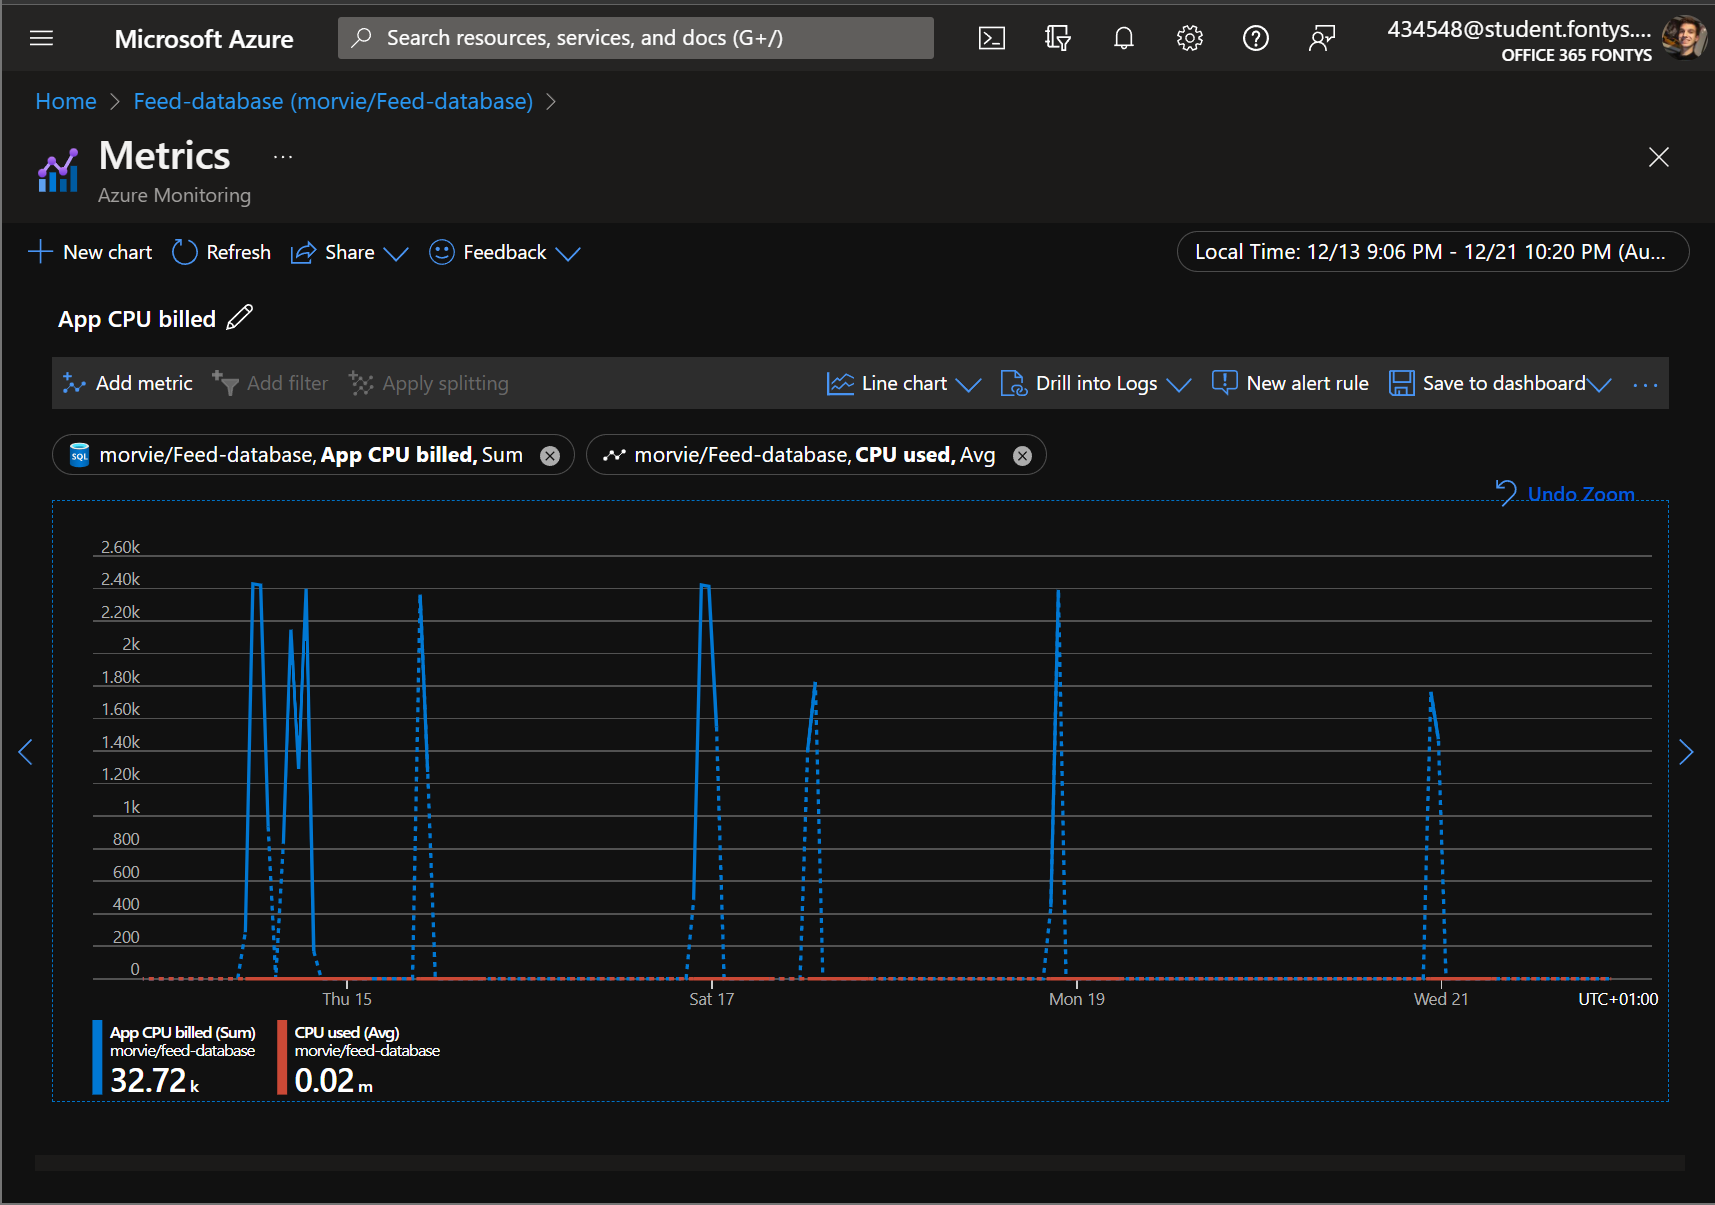 Microsoft Azure
Search resources, services, and docs (G+/)
434548@student.fontys....
OFFICE 365 FONTYS
Home > Feed-database (morvie/Feed-database) >
Metrics ...
Azure Monitoring
New chart Refresh Share Feedback
Local Time: 12/13 9:06 PM - 12/21 10:20 PM (Au...
App CPU billed
Add metric Add filter Apply splitting Line chart Drill into Logs New alert rule Save to dashboard ...
SQL morvie/Feed-database, App CPU billed, Sum morvie/Feed-database, CPU used, Avg
Undo Zoom
2.60k
2.40k
2.20k
2k
1.80k
1.60k
1.40k
1.20k
1k
800
600
400
200
0
Thu 15 Sat 17 Mon 19 Wed 21 UTC+01:00
App CPU billed (Sum)
morvie/feed-database
32.72 k
CPU used (Avg)
morvie/feed-database
0.02 m